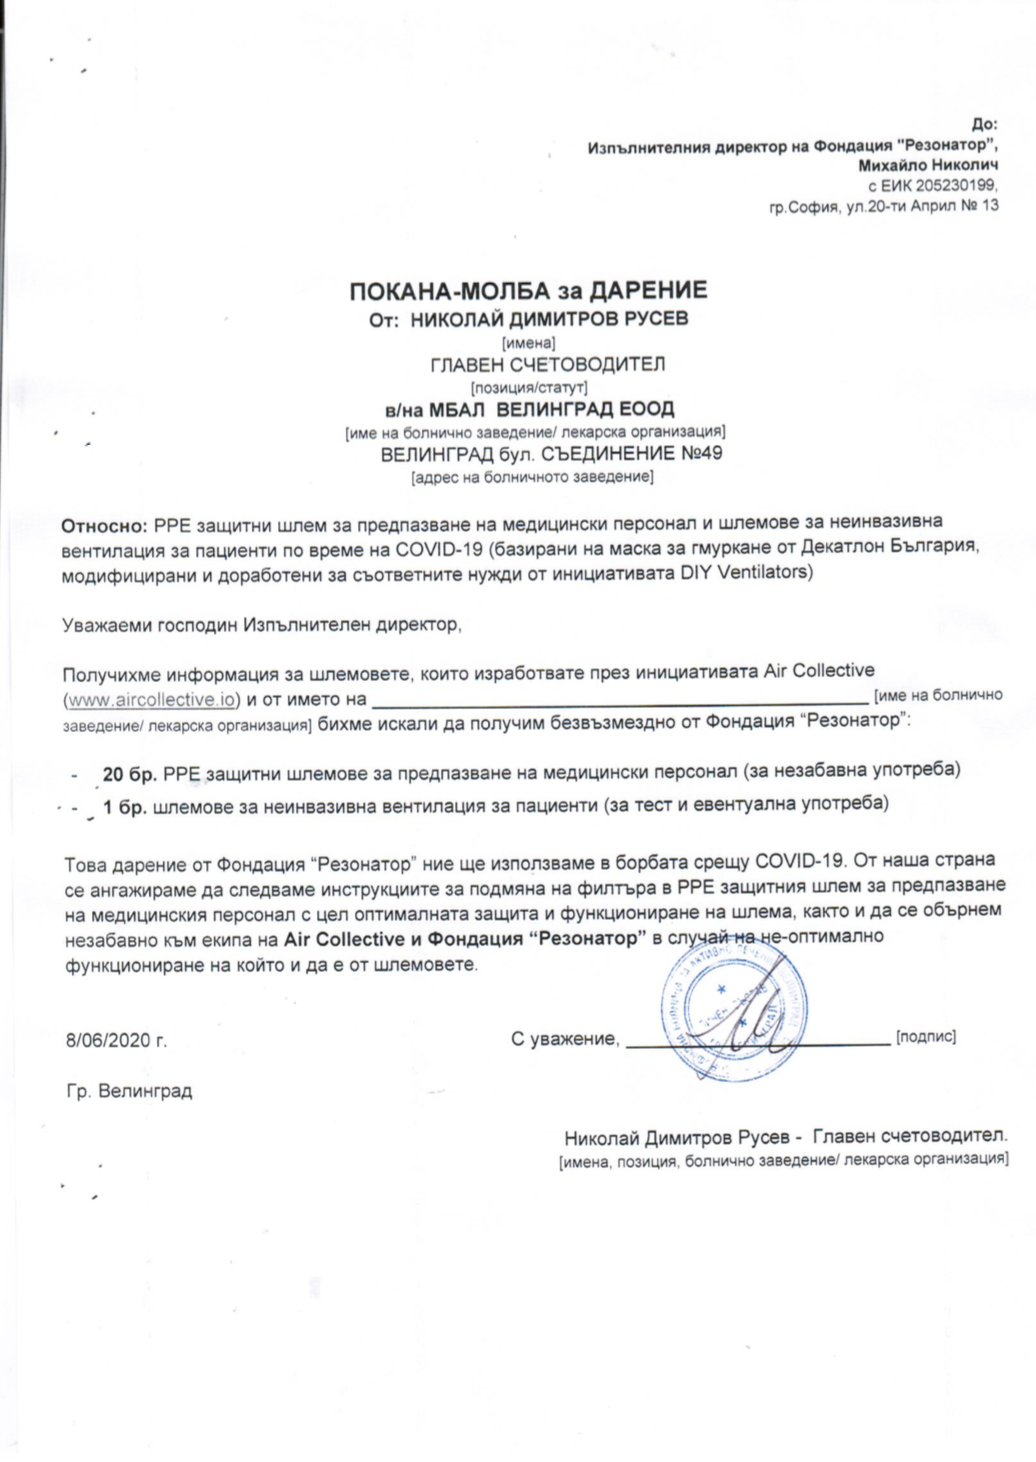 До:
Изпълнителния директор на Фондация "Резонатор",
Михайло Николич
с ЕИК 205230199,
гр.София, ул.20-ти Април № 13
ПОКАНА-МОЛБА за ДАРЕНИЕ
От: НИКОЛАЙ ДИМИТРОВ РУСЕВ
[имена]
ГЛАВЕН СЧЕТОВОДИТЕЛ
[позиция/статут]
в/на МБАЛ ВЕЛИНГРАД ЕООД
[име на болнично заведение/ лекарска организация]
ВЕЛИНГРАД бул. СЪЕДИНЕНИЕ №49
[адрес на болничното заведение]
Относно: PPE защитни шлем за предпазване на медицински персонал и шлемове за неинвазивна
вентилация за пациенти по време на COVID-19 (базирани на маска за гмуркане от Декатлон България,
модифицирани и доработени за съответните нужди от инициативата DIY Ventilators)
Уважаеми господин Изпълнителен директор,
Получихме информация за шлемовете, които изработвате през инициативата Air Collective
(www.aircollective.io) и от името на ____________________ [име на болнично
заведение/ лекарска организация] бихме искали да получим безвъзмездно от Фондация “Резонатор”:
- 20 бр. PPE защитни шлемове за предпазване на медицински персонал (за незабавна употреба)
- 1 бр. шлемове за неинвазивна вентилация за пациенти (за тест и евентуална употреба)
Това дарение от Фондация “Резонатор” ние ще използваме в борбата срещу COVID-19. От наша страна
се ангажираме да следваме инструкциите за подмяна на филтъра в PPE защитния шлем за предпазване
на медицинския персонал с цел оптималната защита и функциониране на шлема, както и да се обърнем
незабавно към екипа на Air Collective и Фондация “Резонатор” в случай на не-оптимално
функциониране на който и да е от шлемовете.
8/06/2020 г.
С уважение, ____________________ [подпис]
Гр. Велинград
Николай Димитров Русев - Главен счетоводител.
[имена, позиция, болнично заведение/ лекарска организация]